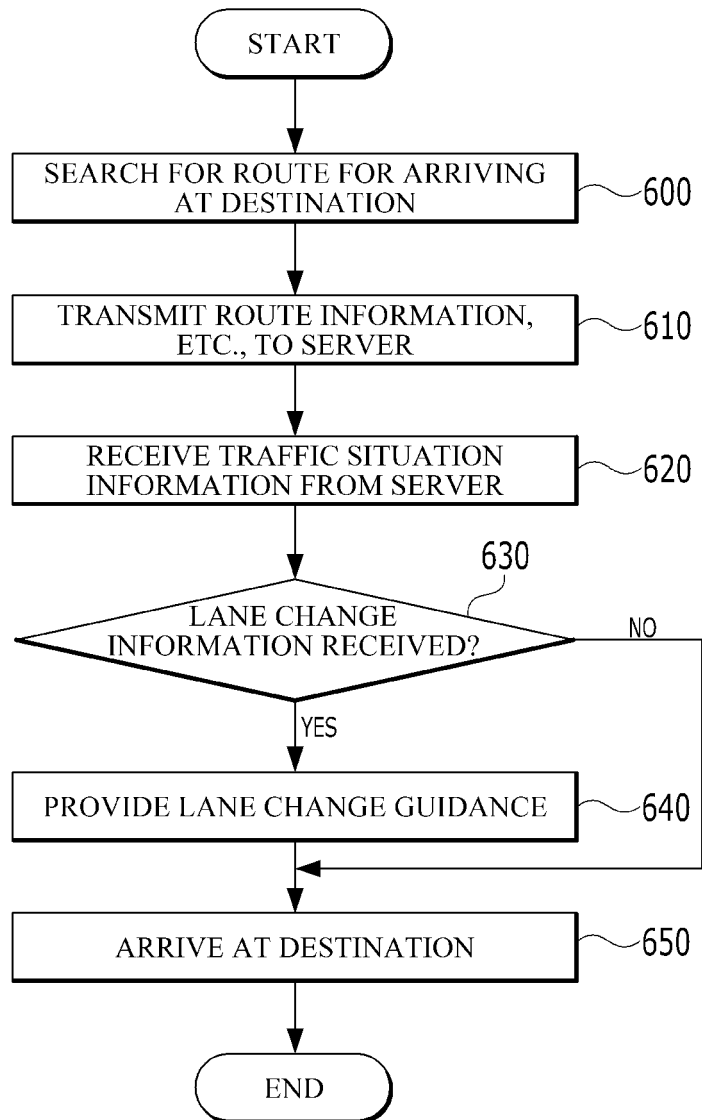 START
SEARCH FOR ROUTE FOR ARRIVING
AT DESTINATION
600
TRANSMIT ROUTE INFORMATION,
ETC., TO SERVER
610
RECEIVE TRAFFIC SITUATION
INFORMATION FROM SERVER
620
630
LANE CHANGE
INFORMATION RECEIVED?
NO
YES
PROVIDE LANE CHANGE GUIDANCE
640
ARRIVE AT DESTINATION
650
END